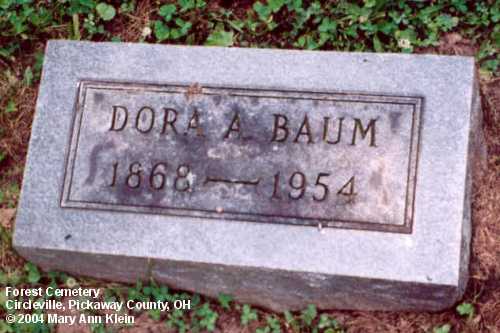 DORA A. BAUM
1868 — 1954
Forest Cemetery
Circleville, Pickaway County, OH
©2004 Mary Ann Klein